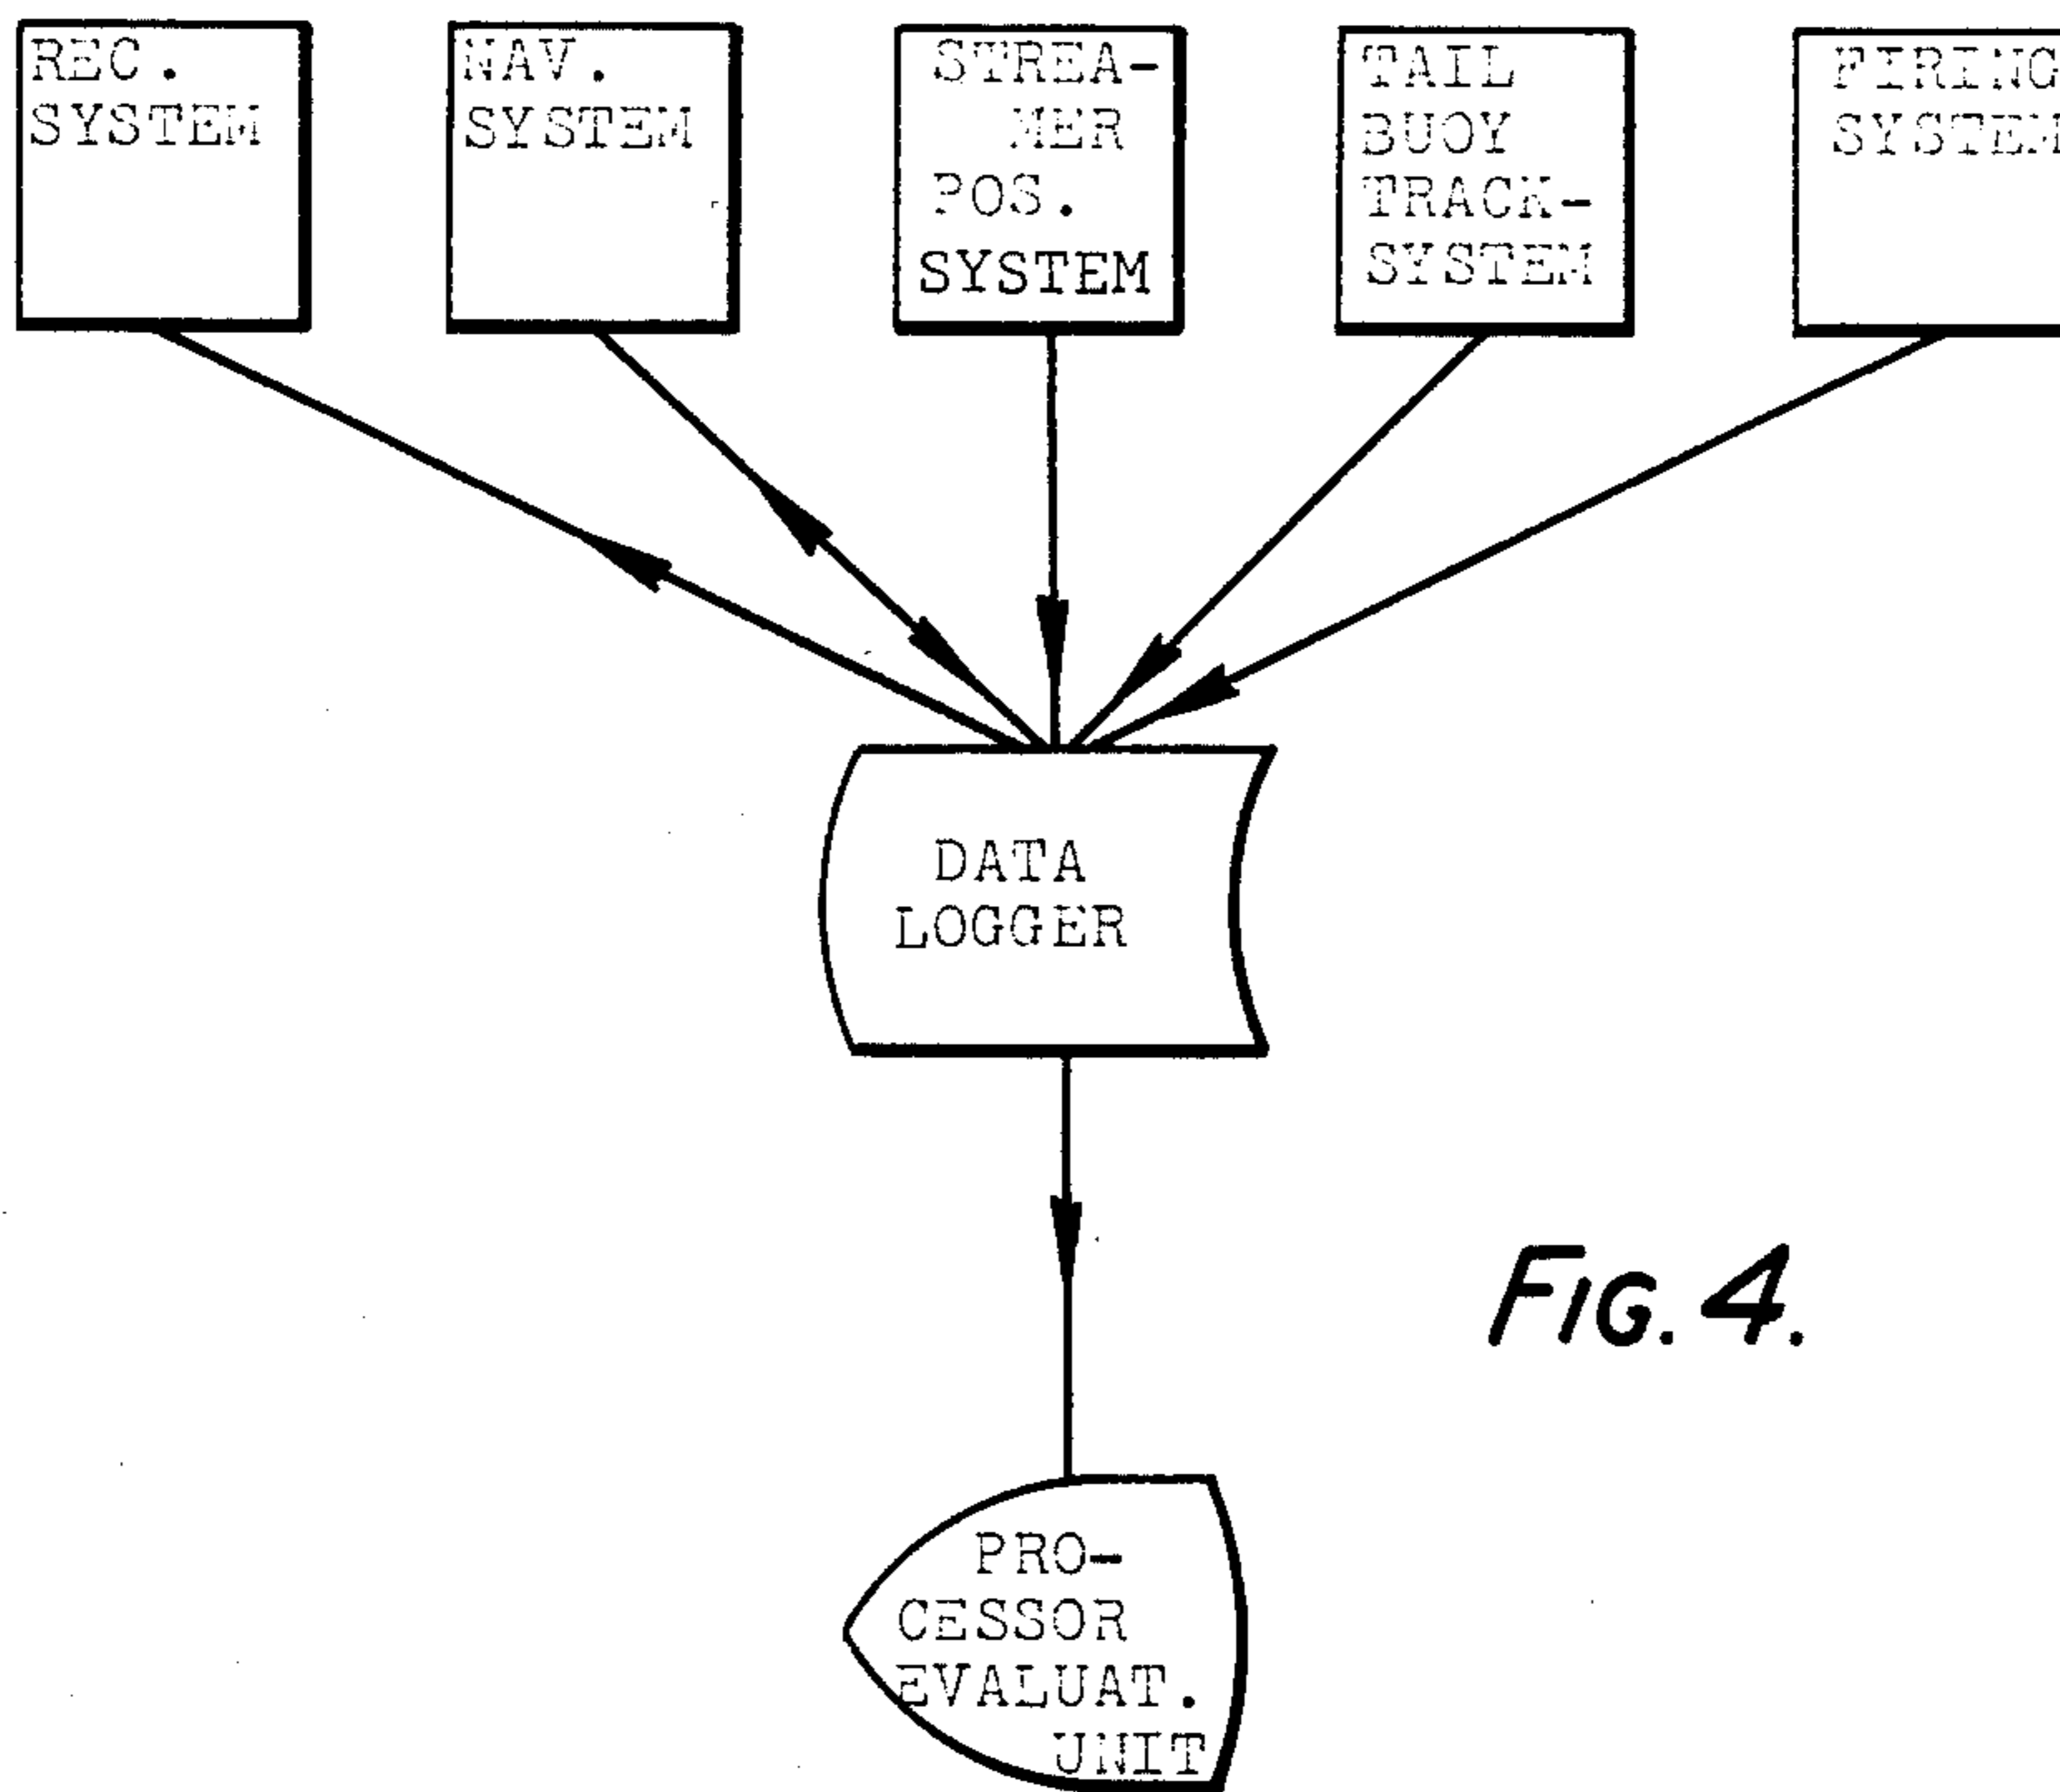 REC.
SYSTEM
NAV.
SYSTEM
STREA-
MER
POS.
SYSTEM
TAIL
BUOY
TRACK-
SYSTEM
FIRING
SYSTEM
DATA
LOGGER
FIG. 4.
PRO-
CESSOR
EVALUAT.
UNIT